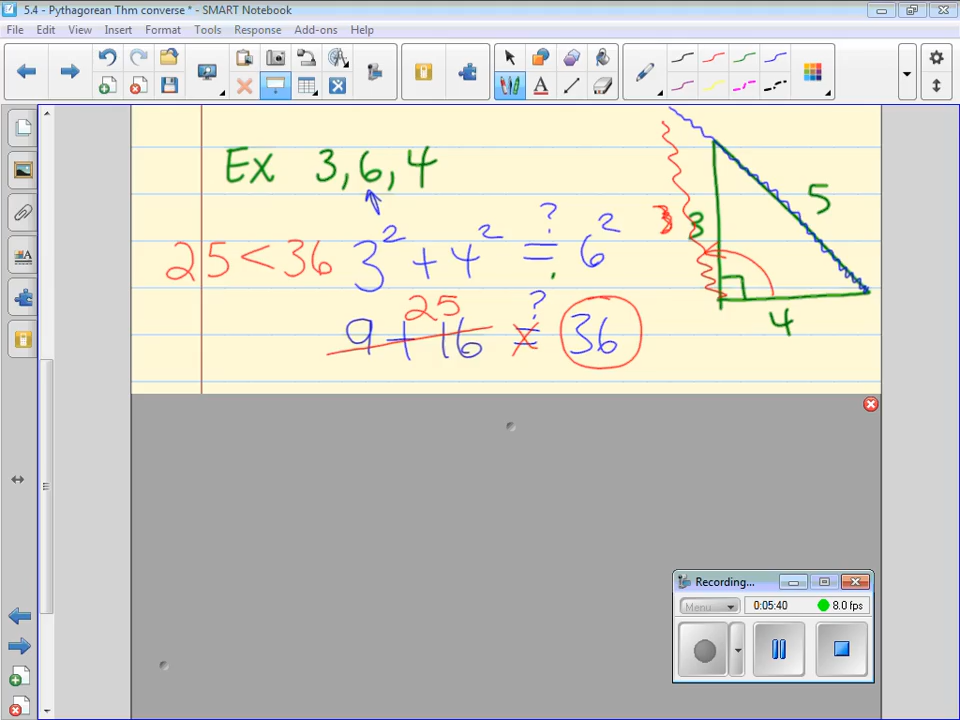 5.4 - Pythagorean Thm converse * - SMART Notebook
File Edit View Insert Format Tools Response Add-ons Help
A
Ex 3, 6, 4
5
3
3
25 < 36 3² + 4² ≟ 6²
4
25
9 + 16 ≟ 36
Recording...
Menu 0:05:40 8.0 fps